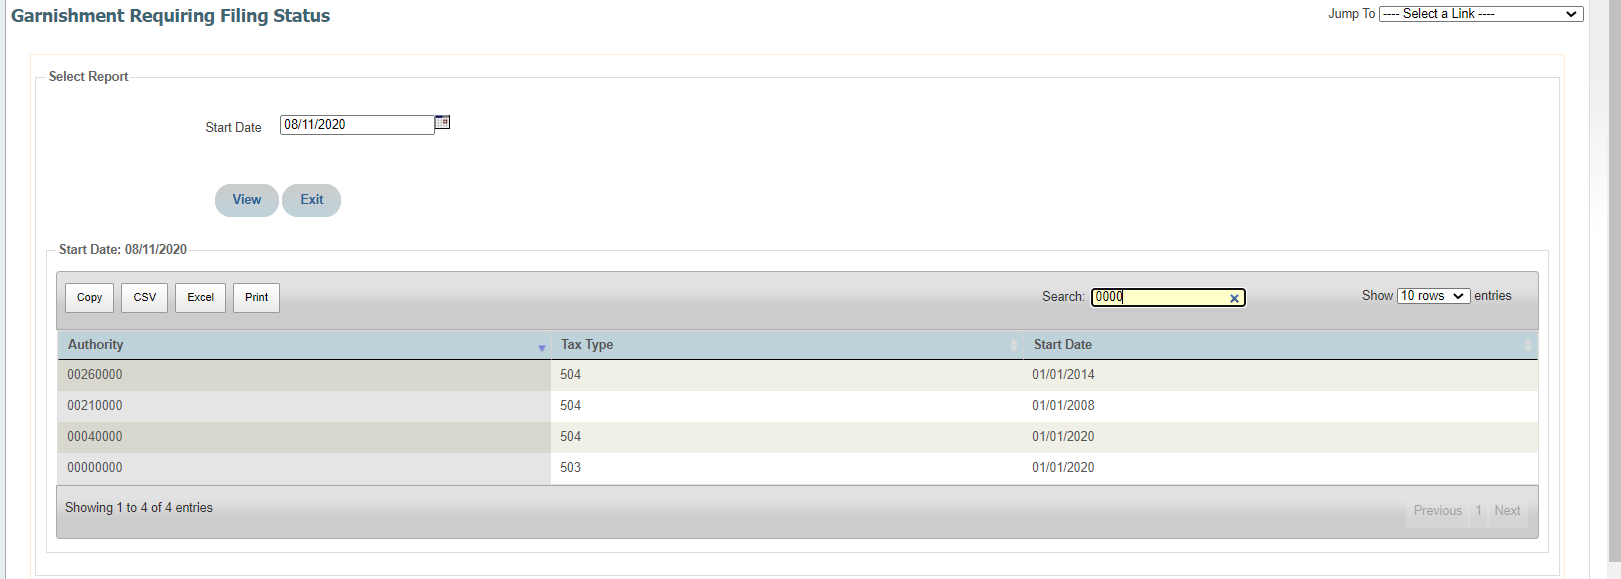 Garnishment Requiring Filing Status
Jump To ---- Select a Link ----
Select Report
Start Date 08/11/2020
View Exit
Start Date: 08/11/2020
Copy CSV Excel Print Search: 0000 Show 10 rows entries
Authority Tax Type Start Date
00260000 504 01/01/2014
00210000 504 01/01/2008
00040000 504 01/01/2020
00000000 503 01/01/2020
Showing 1 to 4 of 4 entries Previous 1 Next